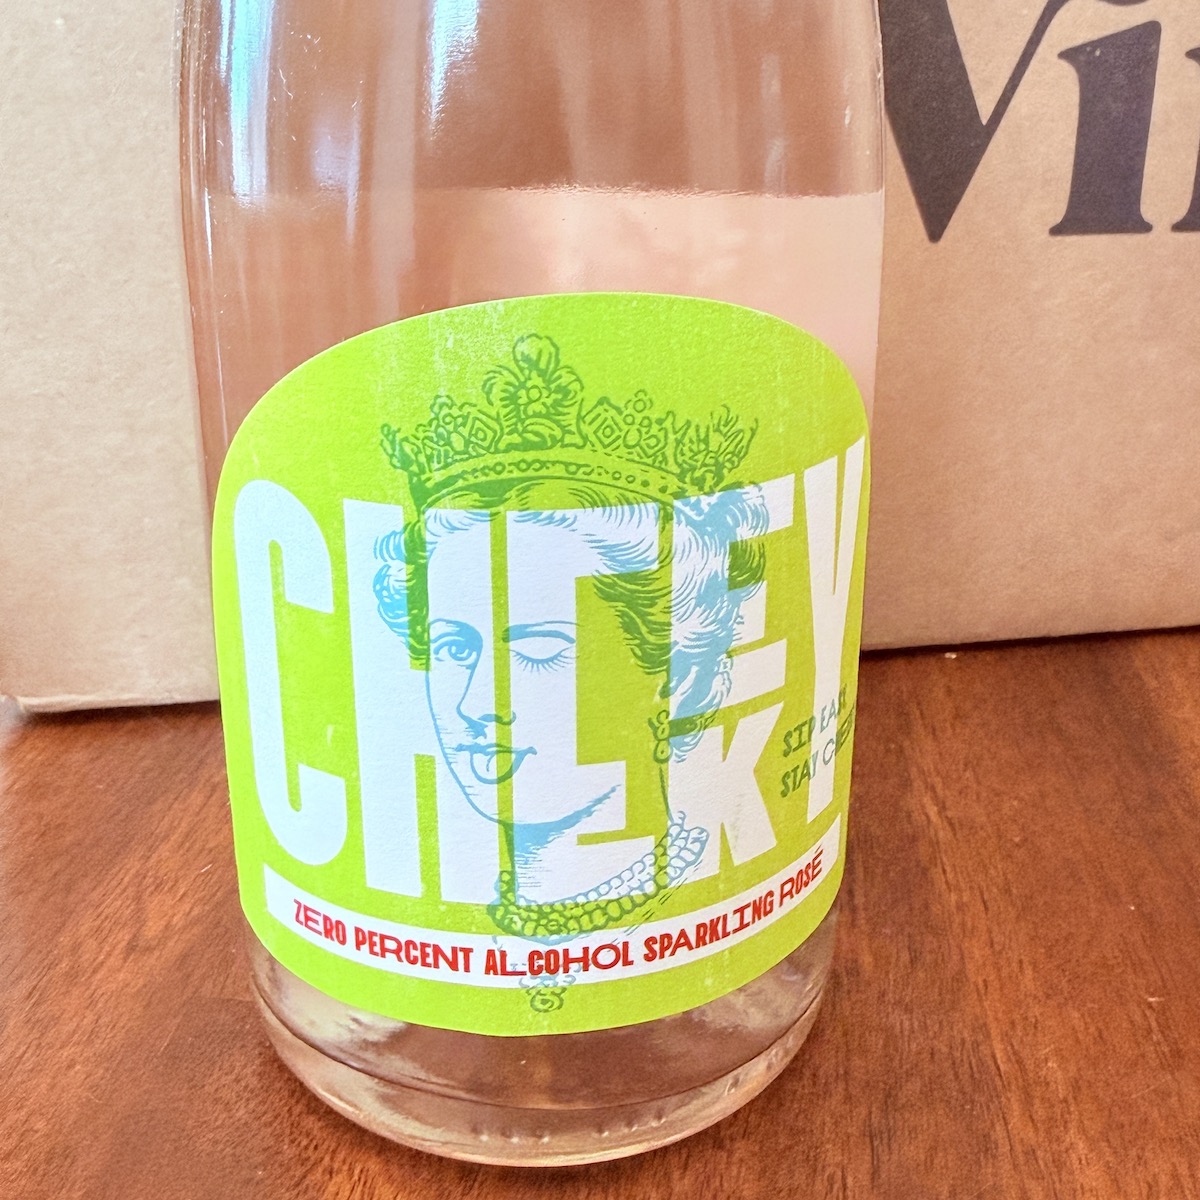 CHEEKY
SIP
STAY
ZERO PERCENT ALCOHOL SPARKLING ROSÉ